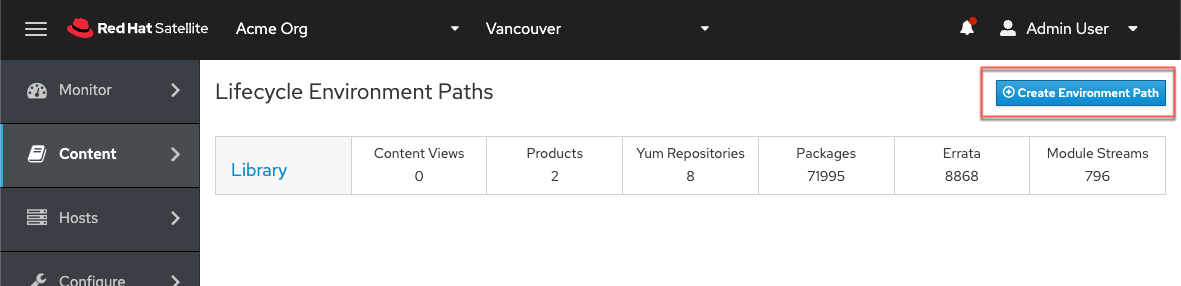 Red Hat Satellite Acme Org Vancouver Admin User
Monitor
Content
Hosts
Configure
Lifecycle Environment Paths
Create Environment Path
Library
Content Views Products Yum Repositories Packages Errata Module Streams
0 2 8 71995 8868 796